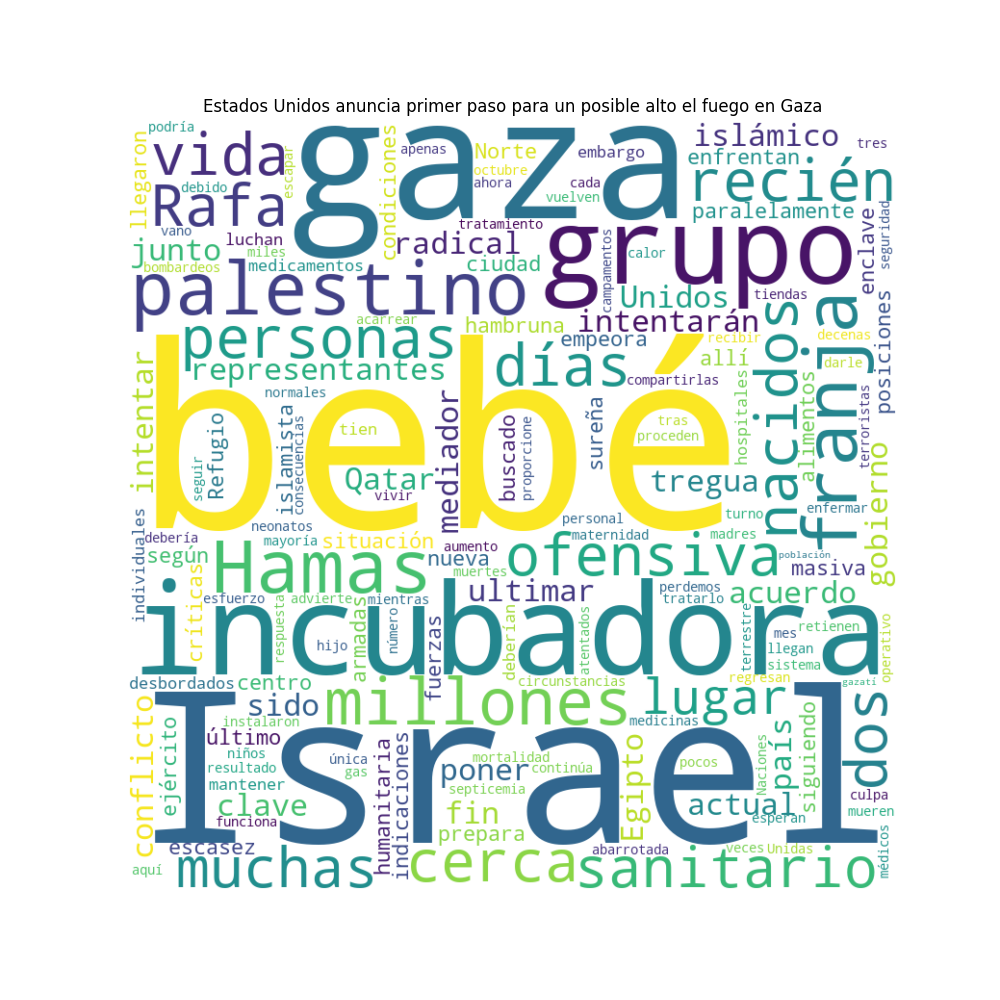 Estados Unidos anuncia primer paso para un posible alto el fuego en Gaza
podría
vida
gaza
apenas
Norte
embargo
islámico
tres
llegaron
debido
escapar
condiciones
octubre
ahora
cada
vuelven
enfrentan
recién
Rafa
vano
luchan
junto
miles
bombardeos
medicamentos
radical
tratamiento
ciudad
grupo
campamentos
calor
paralelamente
enclave
seguridad
palestino
Unidos
tiendas
acarrear
hambruna
intentarán
personas
empeora
recibir
decenas
nacidos
franja
posiciones
representantes
días
allí
darle
compartirlas
intentar
bebé
normales
mediador
alimentos
terroristas
hospitales
Refugio
seguir
islamista
consecuencias
tien
buscado
proporcione
sureña
tras
proceden
Qatar
vivir
tregua
gobierno
neonatos
personal
turno
enfermar
debería
individuales
mayoría
situación
maternidad
madres
según
Hamas
nueva
aumento
ofensiva
población
masiva
muertes
críticas
esfuerzo
advierte
mientras
ultimar
perdemos
tratarlo
acuerdo
incubadora
respuesta
hijo
armadas
número
fuerzas
deberían
atentados
terrestre
mes
retienen
llegan
sistema
operativo
desbordados
centro
circunstancias
regresan
gazatí
conflicto
sido
millones
lugar
dos
instalaron
medicinas
ejército
último
Israel
niños
única
resultado
gas
mortalidad
continúa
pocos
Naciones
país
siguiendo
mantener
humanitaria
indicaciones
poner
septicemia
Egipto
culpa
clave
funciona
fin
actual
esperan
mueren
prepara
escasez
abarrotada
veces
Unidas
médicos
aquí
muchas
cerca
sanitario